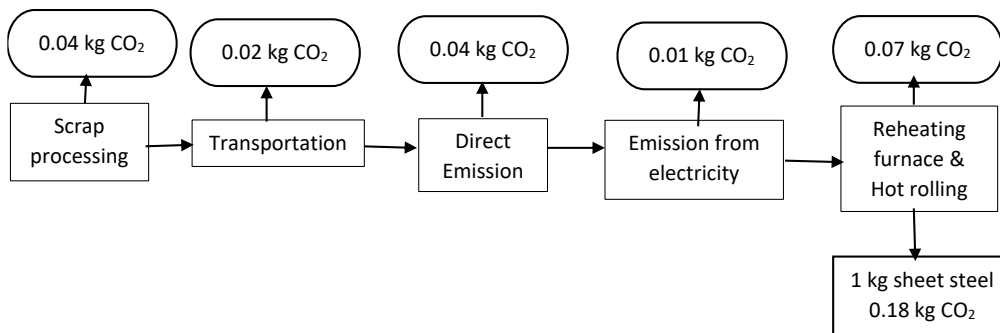 0.04 kg CO₂
0.02 kg CO₂
0.04 kg CO₂
0.01 kg CO₂
0.07 kg CO₂
Scrap
processing
Transportation
Direct
Emission
Emission from
electricity
Reheating
furnace &
Hot rolling
1 kg sheet steel
0.18 kg CO₂